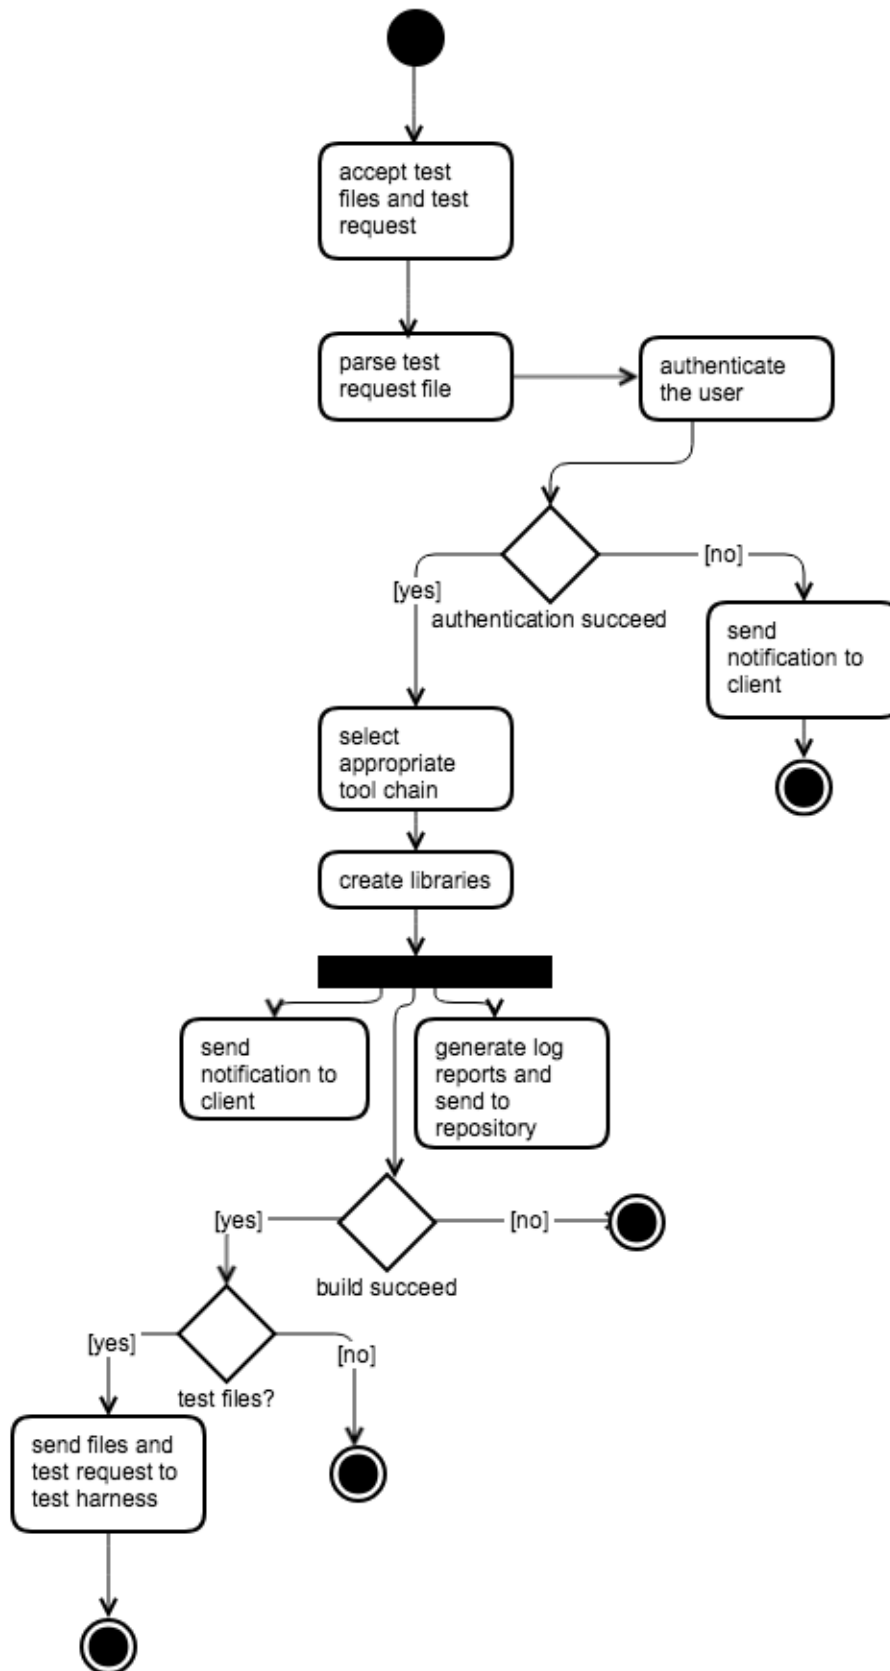 accept test
files and test
request
parse test
request file
authenticate
the user
[no]
[yes]
authentication succeed
send
notification to
client
select
appropriate
tool chain
create libraries
send
notification to
client
generate log
reports and
send to
repository
[yes]
[no]
build succeed
[yes]
[no]
test files?
send files and
test request to
test harness